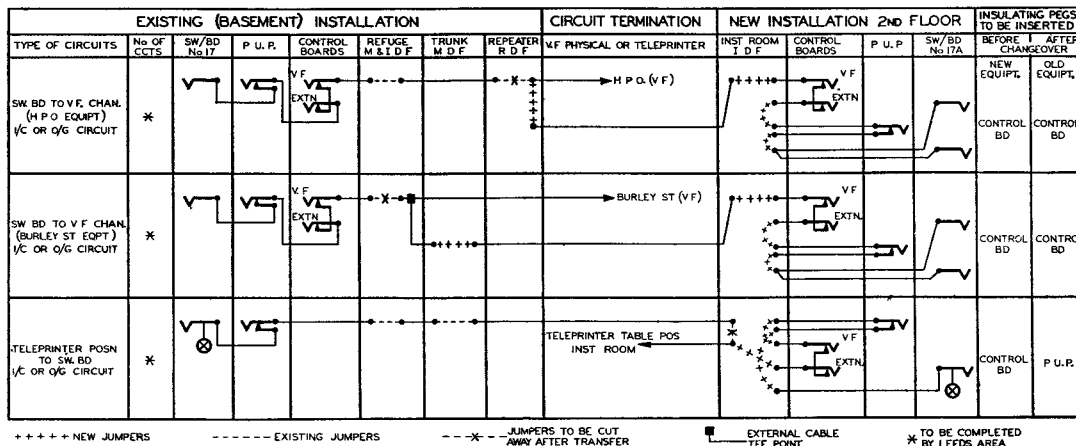 EXISTING (BASEMENT) INSTALLATION
CIRCUIT TERMINATION
NEW INSTALLATION 2ND FLOOR
INSULATING PEGS
TO BE INSERTED
TYPE OF CIRCUITS
No OF
CCTS
SW/BD
No 17
P U. P.
CONTROL
BOARDS
REFUGE
M & I D F
TRUNK
M D F
REPEATER
R D F
V.F PHYSICAL OR TELEPRINTER
INST ROOM
I D F
CONTROL
BOARDS
P U. P
SW/BD
No 17A
BEFORE
AFTER
CHANGEOVER
SW. BD TO V F. CHAN.
(H P O EQUIPT)
I/C OR O/G CIRCUIT
*
V F
EXTN
H P O. (V F)
V F
EXTN
NEW
EQUIPT.
OLD
EQUIPT.
CONTROL
BD
CONTROL
BD
SW BD TO V F CHAN.
(BURLEY ST EQPT)
I/C OR O/G CIRCUIT
*
V. F
EXTN
BURLEY ST (V F)
V F
EXTN.
CONTROL
BD
CONTROL
BD
TELEPRINTER POSN
TO SW. BD
I/C OR O/G CIRCUIT
*
TELEPRINTER TABLE POS
INST ROOM
V F
EXTN.
CONTROL
BD
P U. P.
+ + + + + NEW JUMPERS
------- EXISTING JUMPERS
--X-- JUMPERS TO BE CUT
AWAY AFTER TRANSFER
EXTERNAL CABLE
TEE POINT
* TO BE COMPLETED
BY LEEDS AREA